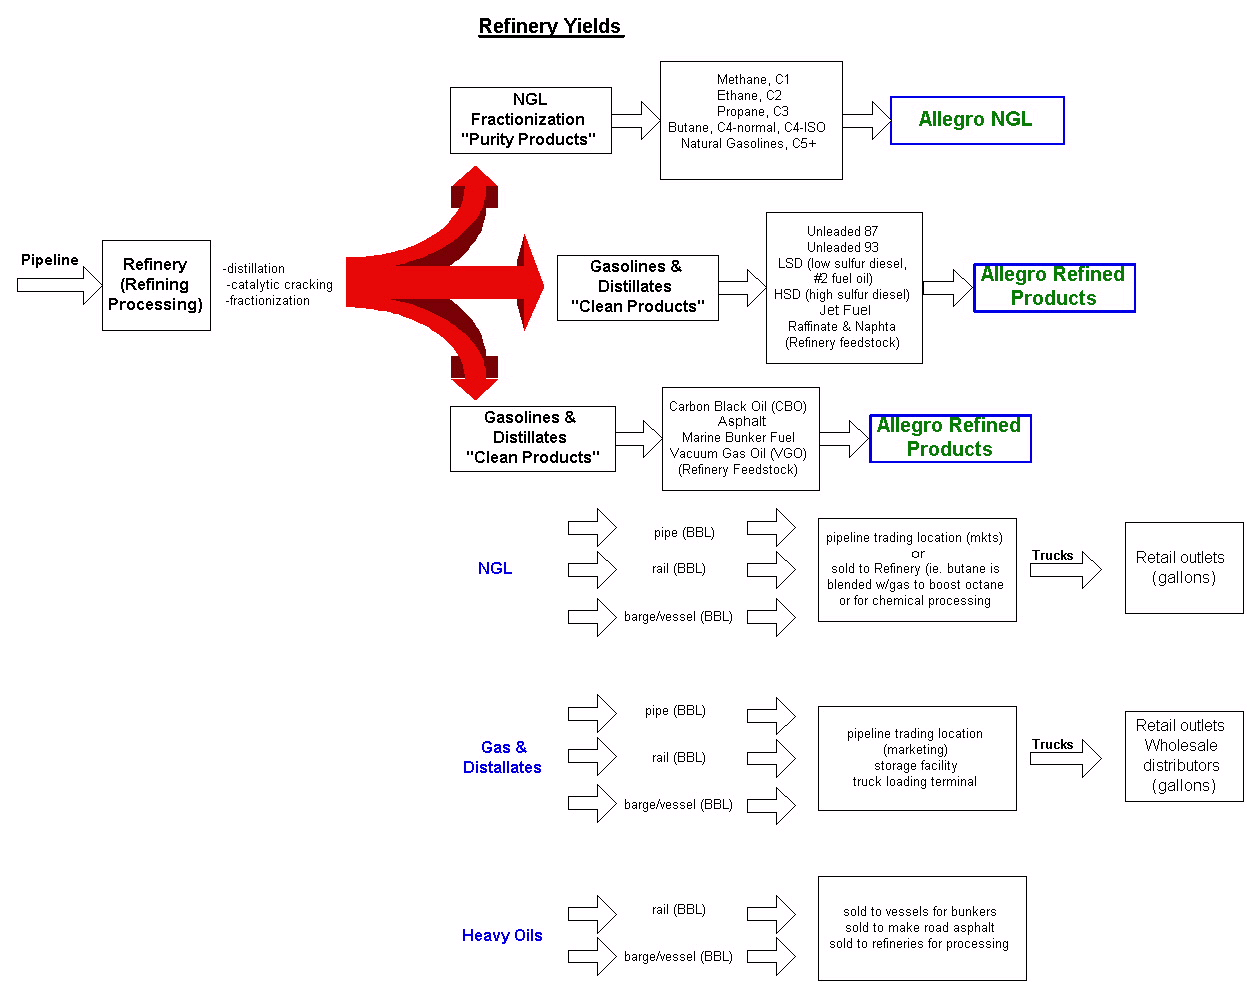 Refinery Yields
NGL
Fractionization
"Purity Products"
Methane, C1
Ethane, C2
Propane, C3
Butane, C4-normal, C4-ISO
Natural Gasolines, C5+
Allegro NGL
Pipeline
Refinery
(Refining
Processing)
-distillation
-catalytic cracking
-fractionization
Gasolines &
Distillates
"Clean Products"
Unleaded 87
Unleaded 93
LSD (low sulfur diesel,
#2 fuel oil)
HSD (high sulfur diesel)
Jet Fuel
Raffinate & Naphta
(Refinery feedstock)
Allegro Refined
Products
Gasolines &
Distillates
"Clean Products"
Carbon Black Oil (CBO)
Asphalt
Marine Bunker Fuel
Vacuum Gas Oil (VGO)
(Refinery Feedstock)
Allegro Refined
Products
NGL
pipe (BBL)
rail (BBL)
barge/vessel (BBL)
pipeline trading location (mkts)
or
sold to Refinery (ie. butane is
blended w/gas to boost octane
or for chemical processing
Trucks
Retail outlets
(gallons)
Gas &
Distallates
pipe (BBL)
rail (BBL)
barge/vessel (BBL)
pipeline trading location
(marketing)
storage facility
truck loading terminal
Trucks
Retail outlets
Wholesale
distributors
(gallons)
Heavy Oils
rail (BBL)
barge/vessel (BBL)
sold to vessels for bunkers
sold to make road asphalt
sold to refineries for processing